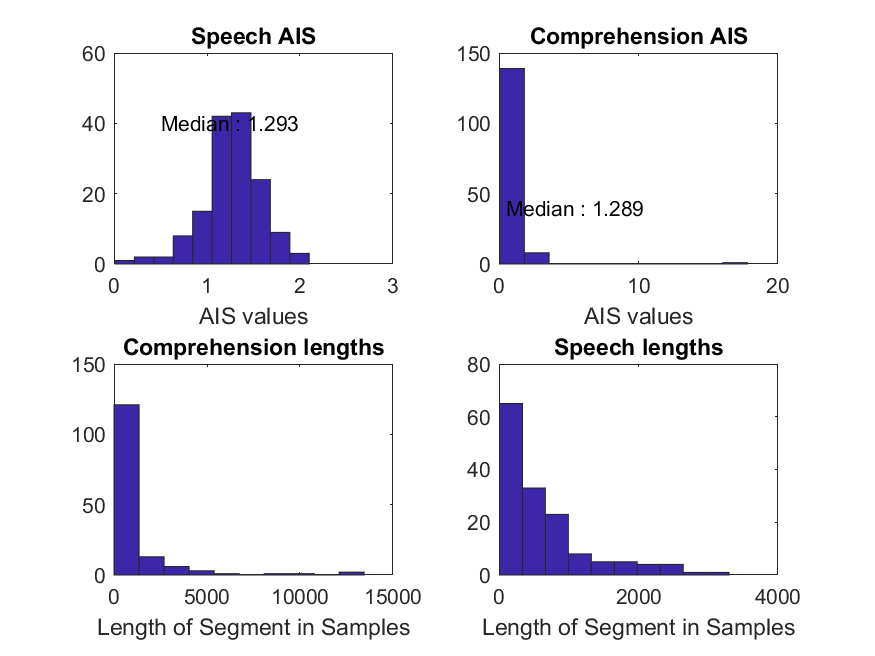 Speech AIS
60
40
20
0
Median : 1.293
0 1 2 3
AIS values
Comprehension AIS
150
100
50
0
Median : 1.289
0 10 20
AIS values
Comprehension lengths
150
100
50
0
0 5000 10000 15000
Length of Segment in Samples
Speech lengths
80
60
40
20
0
0 2000 4000
Length of Segment in Samples